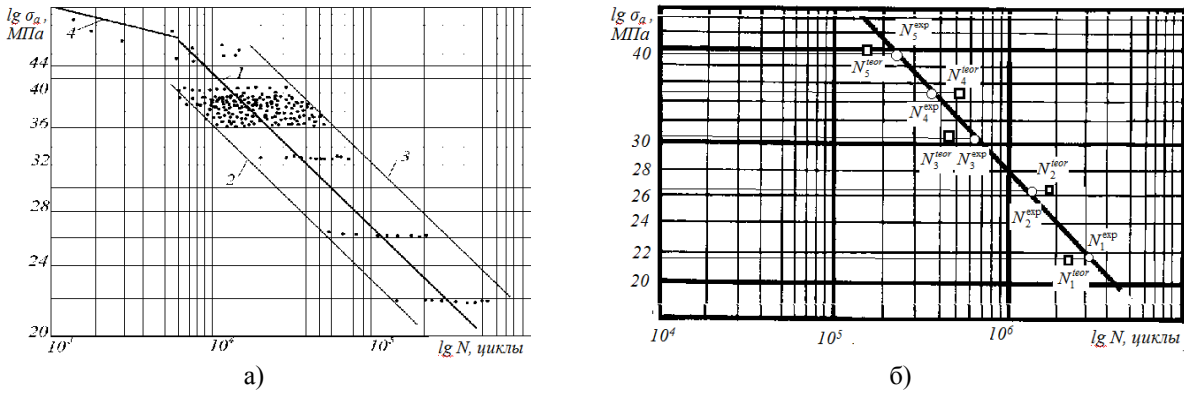 lg σₐ,
МПа
44
40
36
32
28
24
20
4
1
2
3
10³
10⁴
10⁵
lg N, циклы
а)
lg σₐ,
МПа
40
30
28
26
24
22
20
N₅ᵉˣᵖ
N₅ᵗᵉᵒʳ
N₄ᵗᵉᵒʳ
N₄ᵉˣᵖ
N₃ᵗᵉᵒʳ
N₃ᵉˣᵖ
N₂ᵗᵉᵒʳ
N₂ᵉˣᵖ
N₁ᵉˣᵖ
N₁ᵗᵉᵒʳ
10⁴
10⁵
10⁶
lg N, циклы
б)